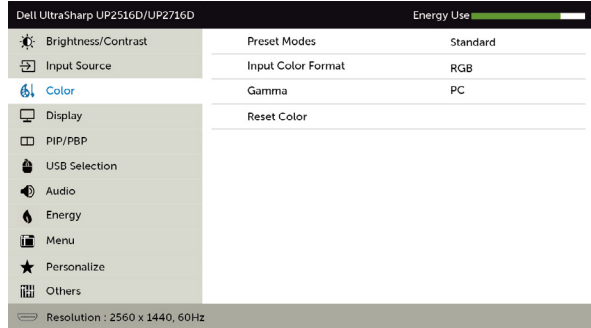 Dell UltraSharp UP2516D/UP2716D Energy Use
Brightness/Contrast Preset Modes Standard
Input Source Input Color Format RGB
Color Gamma PC
Display Reset Color
PIP/PBP
USB Selection
Audio
Energy
Menu
Personalize
Others
Resolution : 2560 x 1440, 60Hz